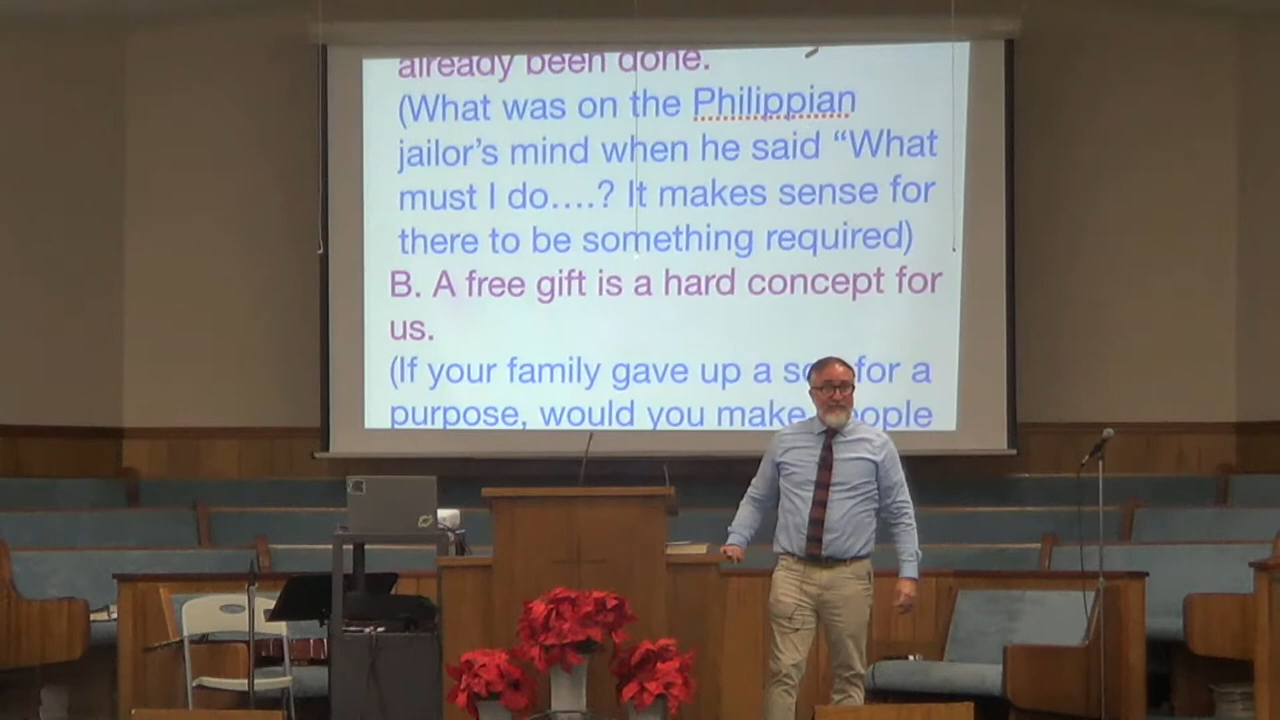 already been done.
(What was on the Philippian
jailor's mind when he said “What
must I do....? It makes sense for
there to be something required)
B. A free gift is a hard concept for
us.
(If your family gave up a for a
purpose, would you make